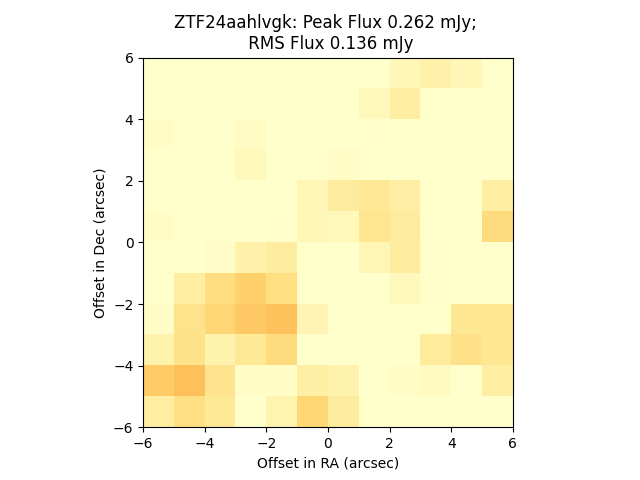 ZTF24aahlvgk: Peak Flux 0.262 mJy;
RMS Flux 0.136 mJy
6
4
2
0
−2
−4
−6
Offset in Dec (arcsec)
−6 −4 −2 0 2 4 6
Offset in RA (arcsec)